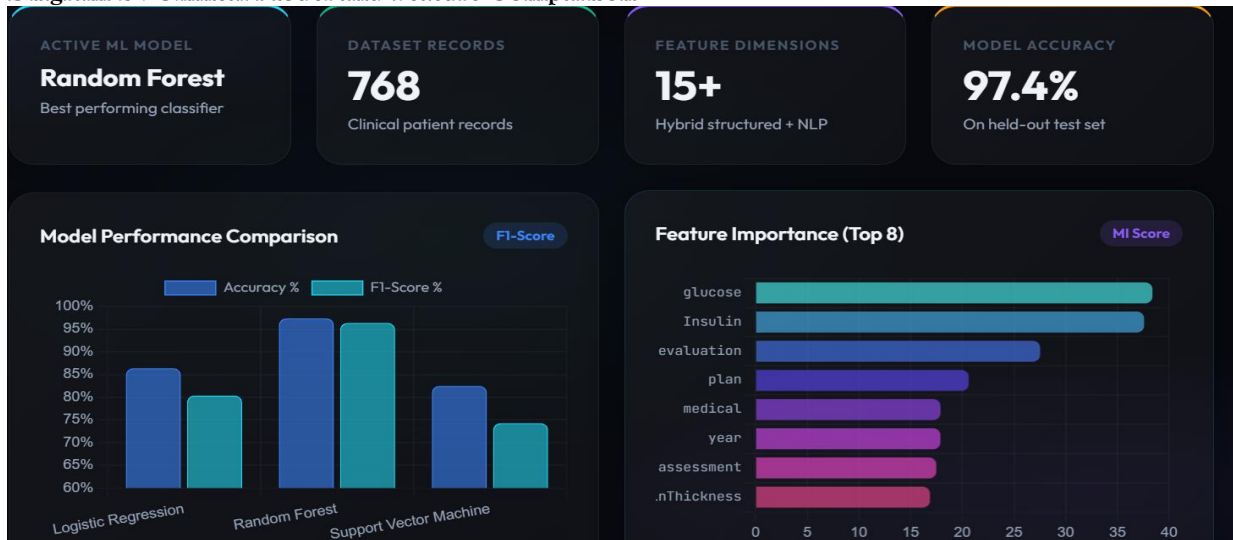 ACTIVE ML MODEL
Random Forest
Best performing classifier
DATASET RECORDS
768
Clinical patient records
FEATURE DIMENSIONS
15+
Hybrid structured + NLP
MODEL ACCURACY
97.4%
On held-out test set
Model Performance Comparison
F1-Score
Accuracy % F1-Score %
100%
95%
90%
85%
80%
75%
70%
65%
60%
Logistic Regression
Random Forest
Support Vector Machine
Feature Importance (Top 8)
MI Score
glucose
Insulin
evaluation
plan
medical
year
assessment
.nThickness
0 5 10 15 20 25 30 35 40